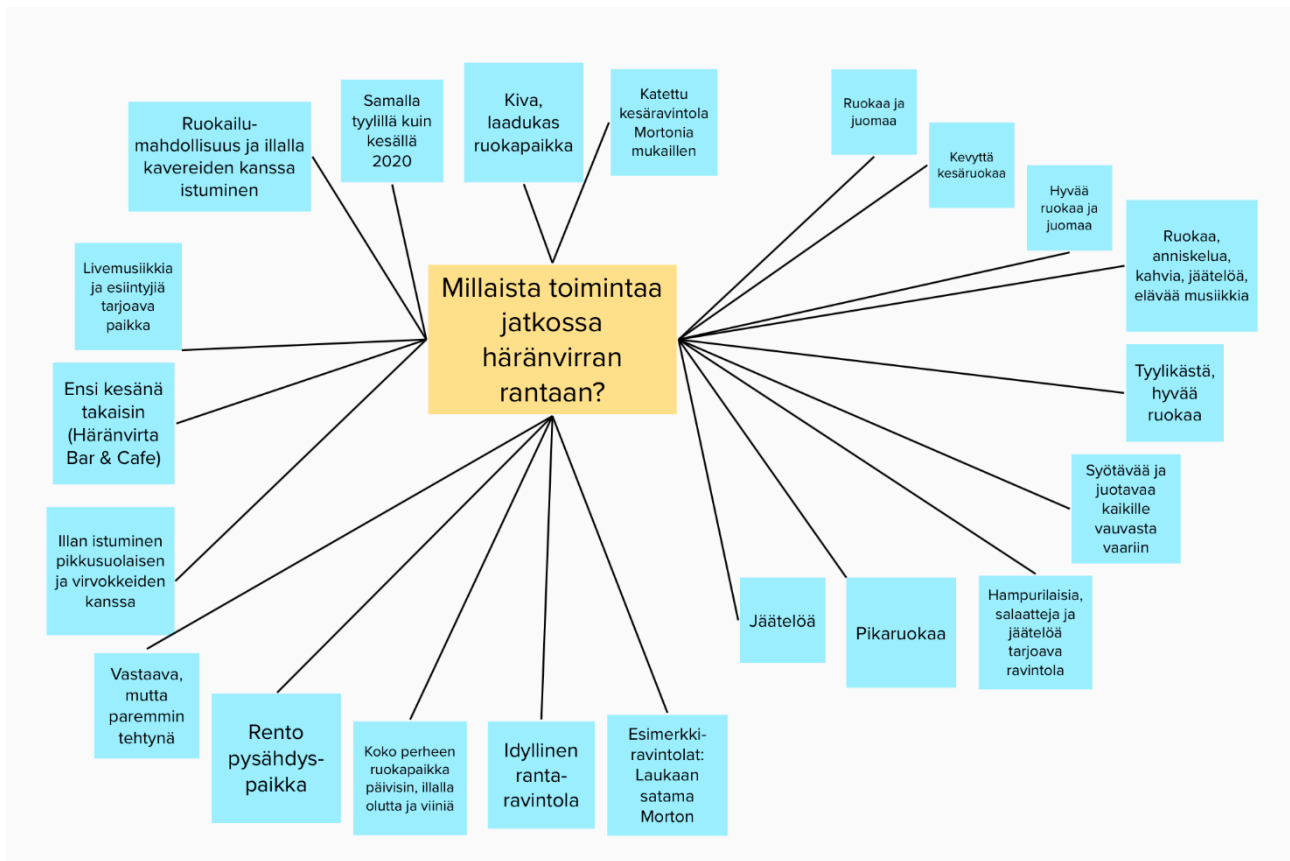 Ruokailu-
mahdollisuus ja illalla
kavereiden kanssa
istuminen
Samalla
tyylillä kuin
kesällä
2020
Kiva,
laadukas
ruokapaikka
Katettu
kesäravintola
Mortonia
mukaillen
Ruokaa ja
juomaa
Kevyttä
kesäruokaa
Hyvää
ruokaa ja
juomaa
Ruokaa,
anniskelua,
kahvia, jäätelöä,
elävää musiikkia
Livemusiikkia
ja esiintyjiä
tarjoava
paikka
Millaista toimintaa
jatkossa
häränvirran
rantaan?
Ensi kesänä
takaisin
(Häränvirta
Bar & Cafe)
Tyylikästä,
hyvää
ruokaa
Syötävää ja
juotavaa
kaikille
vauvasta
vaariin
Illan istuminen
pikkusuolaisen
ja virvokkeiden
kanssa
Vastaava,
mutta
paremmin
tehtynä
Rento
pysähdys-
paikka
Koko perheen
ruokapaikka
päivisin, illalla
olutta ja viiniä
Idyllinen
ranta-
ravintola
Esimerkki-
ravintolat:
Laukaan
satama
Morton
Jäätelöä
Pikaruokaa
Hampurilaisia,
salaatteja ja
jäätelöä
tarjoava
ravintola